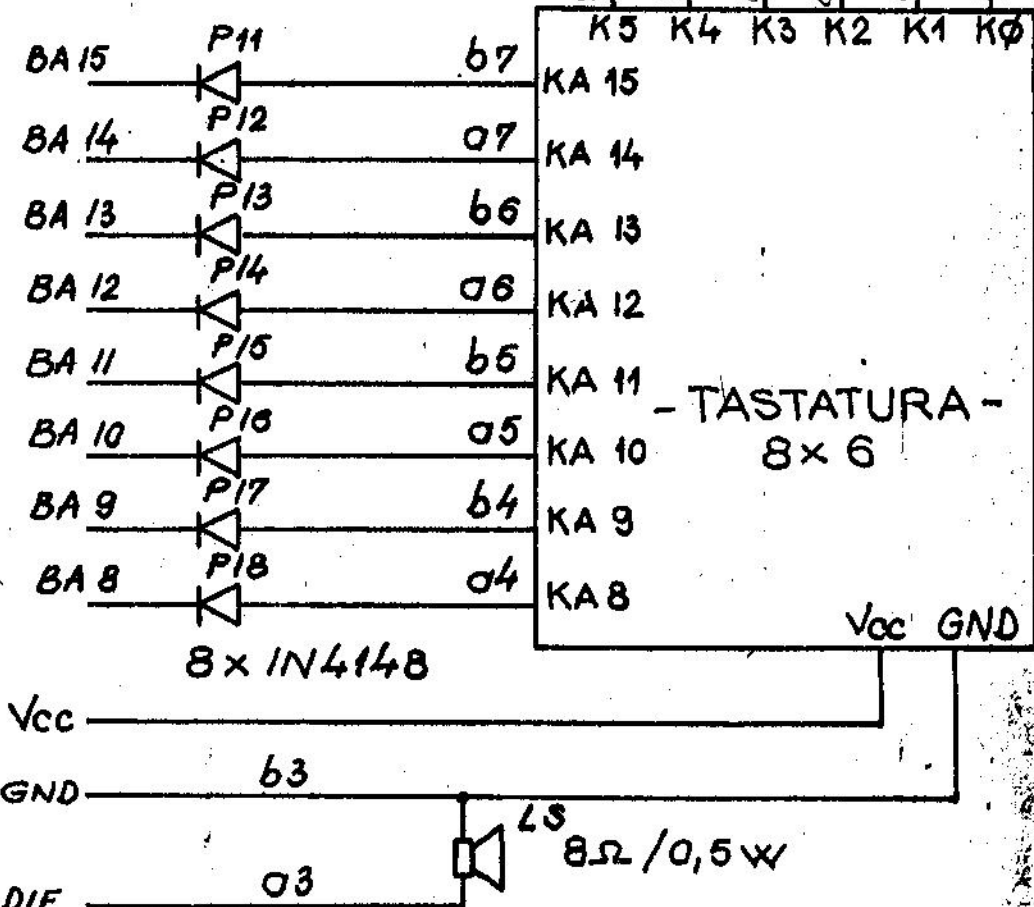 K5 K4 K3 K2 K1 KØ
BA 15 P11 b7 KA 15
BA 14 P12 a7 KA 14
BA 13 P13 b6 KA 13
BA 12 P14 a6 KA 12
BA 11 P15 b5 KA 11
- TASTATURA -
BA 10 P16 a5 KA 10 8x6
BA 9 P17 b4 KA 9
BA 8 P18 a4 KA 8
Vcc GND
8 x 1N4148
Vcc
GND b3
LS 8Ω/0,5 W
DIF a3